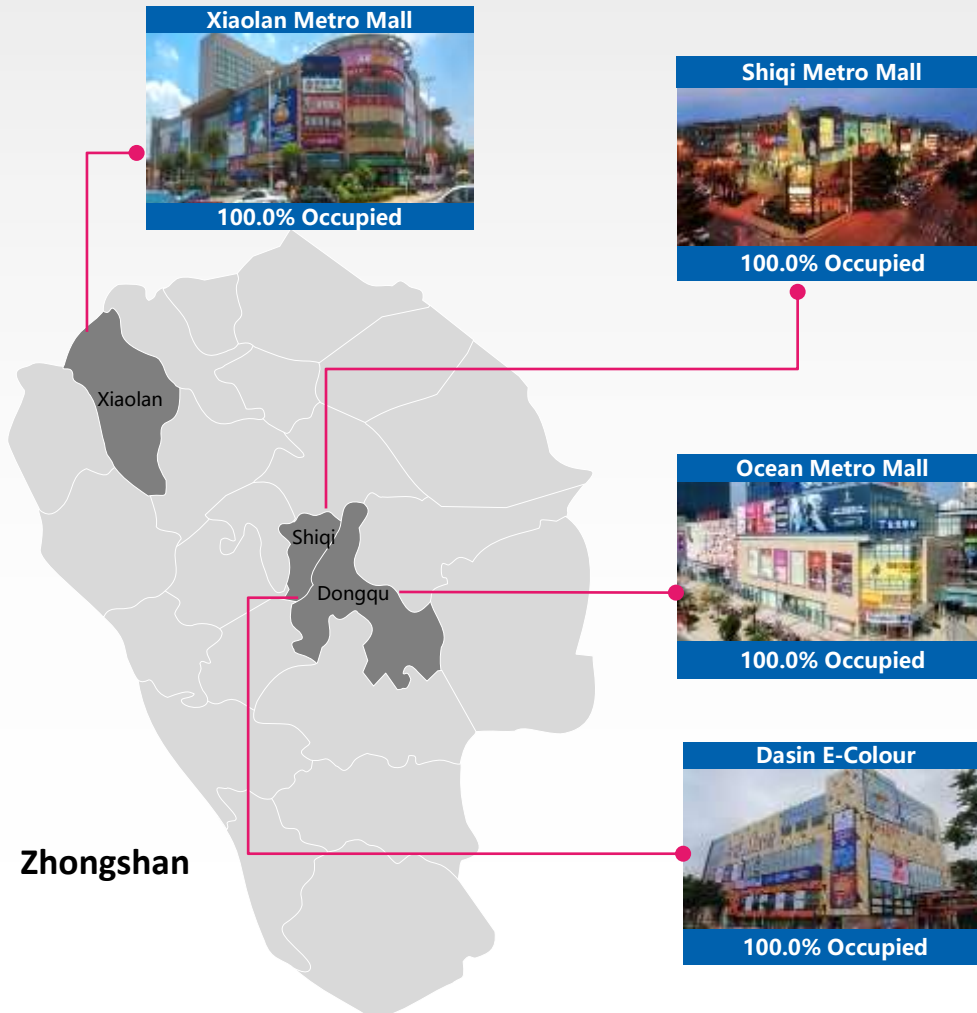 Xiaolan Metro Mall
100.0% Occupied
Shiqi Metro Mall
100.0% Occupied
Xiaolan
Shiqi
Dongqu
Ocean Metro Mall
100.0% Occupied
Dasin E-Colour
100.0% Occupied
Zhongshan